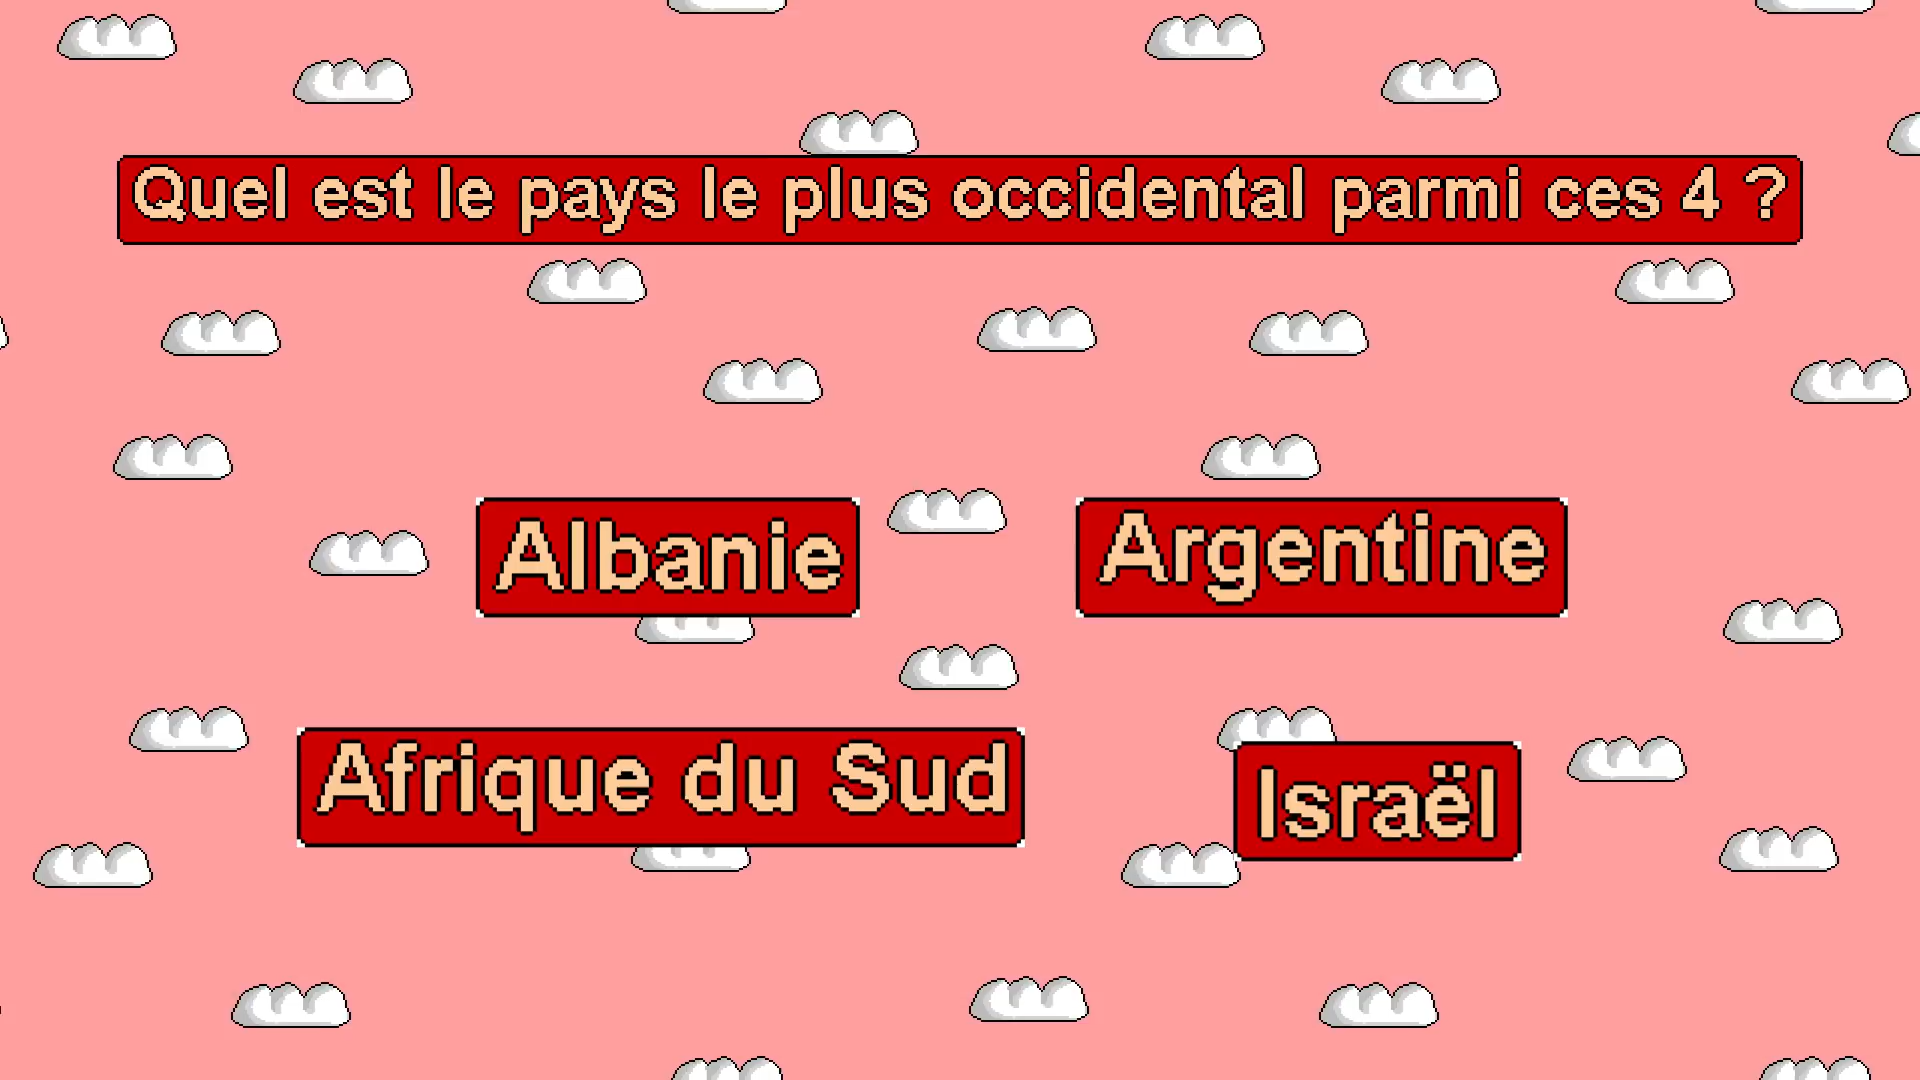 Quel est le pays le plus occidental parmi ces 4 ?
Albanie
Argentine
Afrique du Sud
Israël